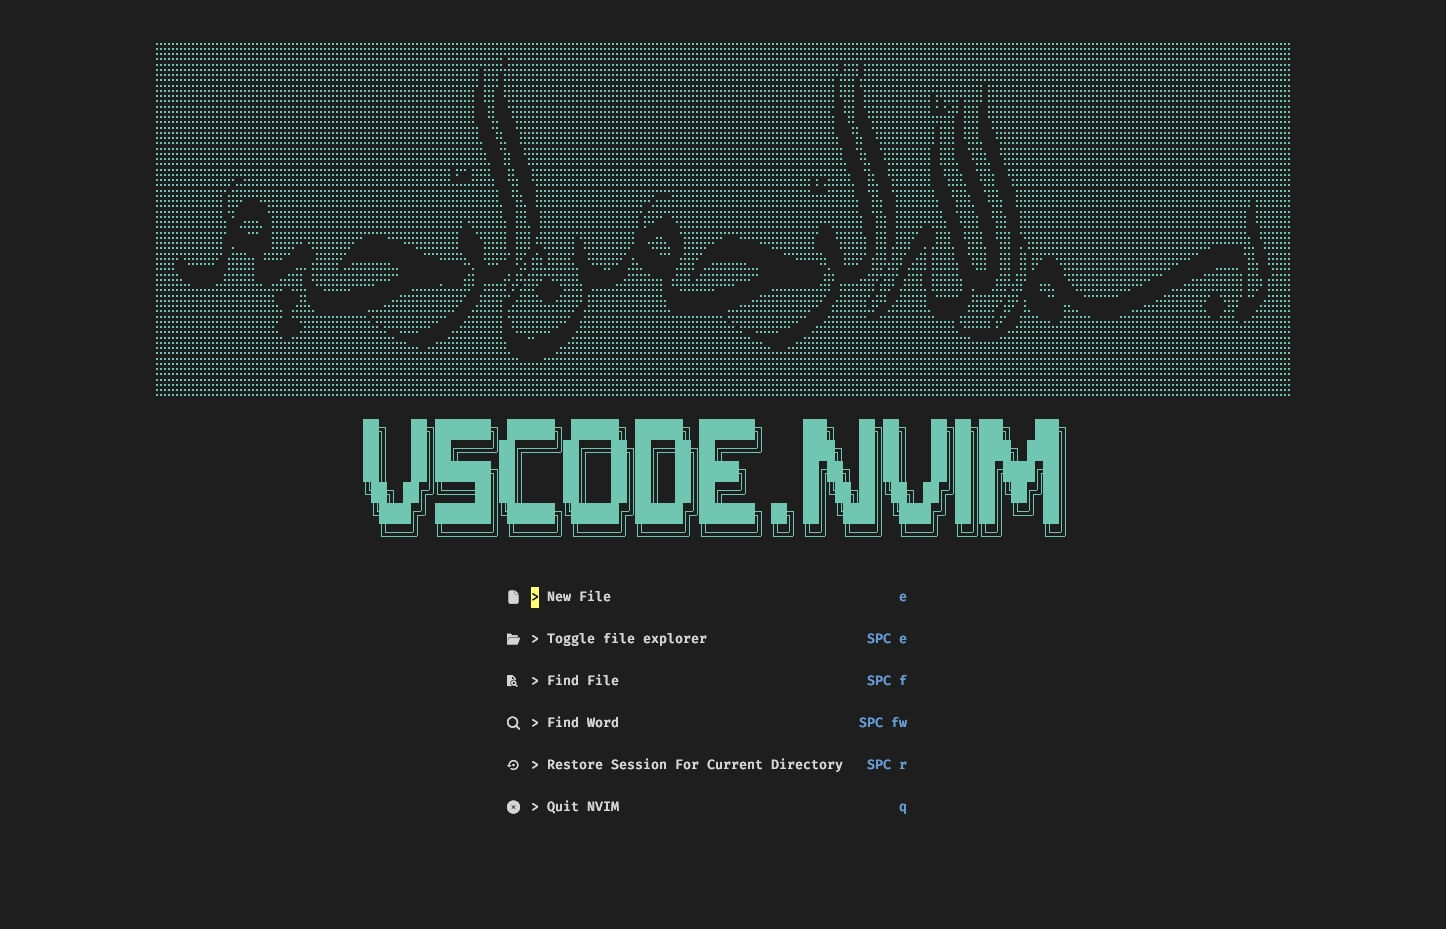 بسم الله الرحمن الرحيم
VSCODE.NVIM
> New File e
> Toggle file explorer SPC e
> Find File SPC f
> Find Word SPC fw
> Restore Session For Current Directory SPC r
> Quit NVIM q